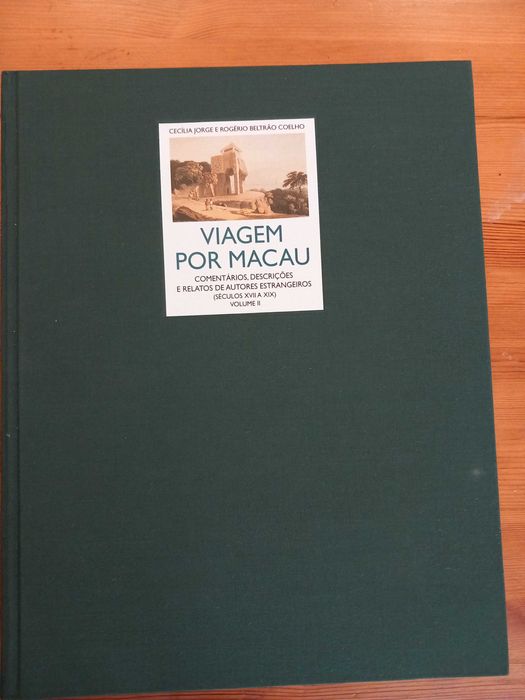 CECÍLIA JORGE E ROGÉRIO BELTRÃO COELHO
VIAGEM
POR MACAU
COMENTÁRIOS, DESCRIÇÕES
E RELATOS DE AUTORES ESTRANGEIROS
(SÉCULOS XVII A XIX)
VOLUME II